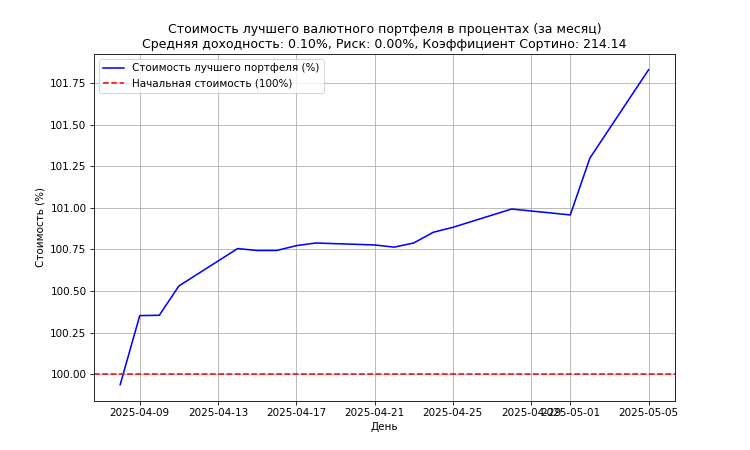 Стоимость лучшего валютного портфеля в процентах (за месяц)
Средняя доходность: 0.10%, Риск: 0.00%, Коэффициент Сортино: 214.14
Стоимость лучшего портфеля (%)
Начальная стоимость (100%)
101.75
101.50
101.25
101.00
100.75
100.50
100.25
100.00
Стоимость (%)
2025-04-09 2025-04-13 2025-04-17 2025-04-21 2025-04-25 2025-04-29 2025-05-01 2025-05-05
День